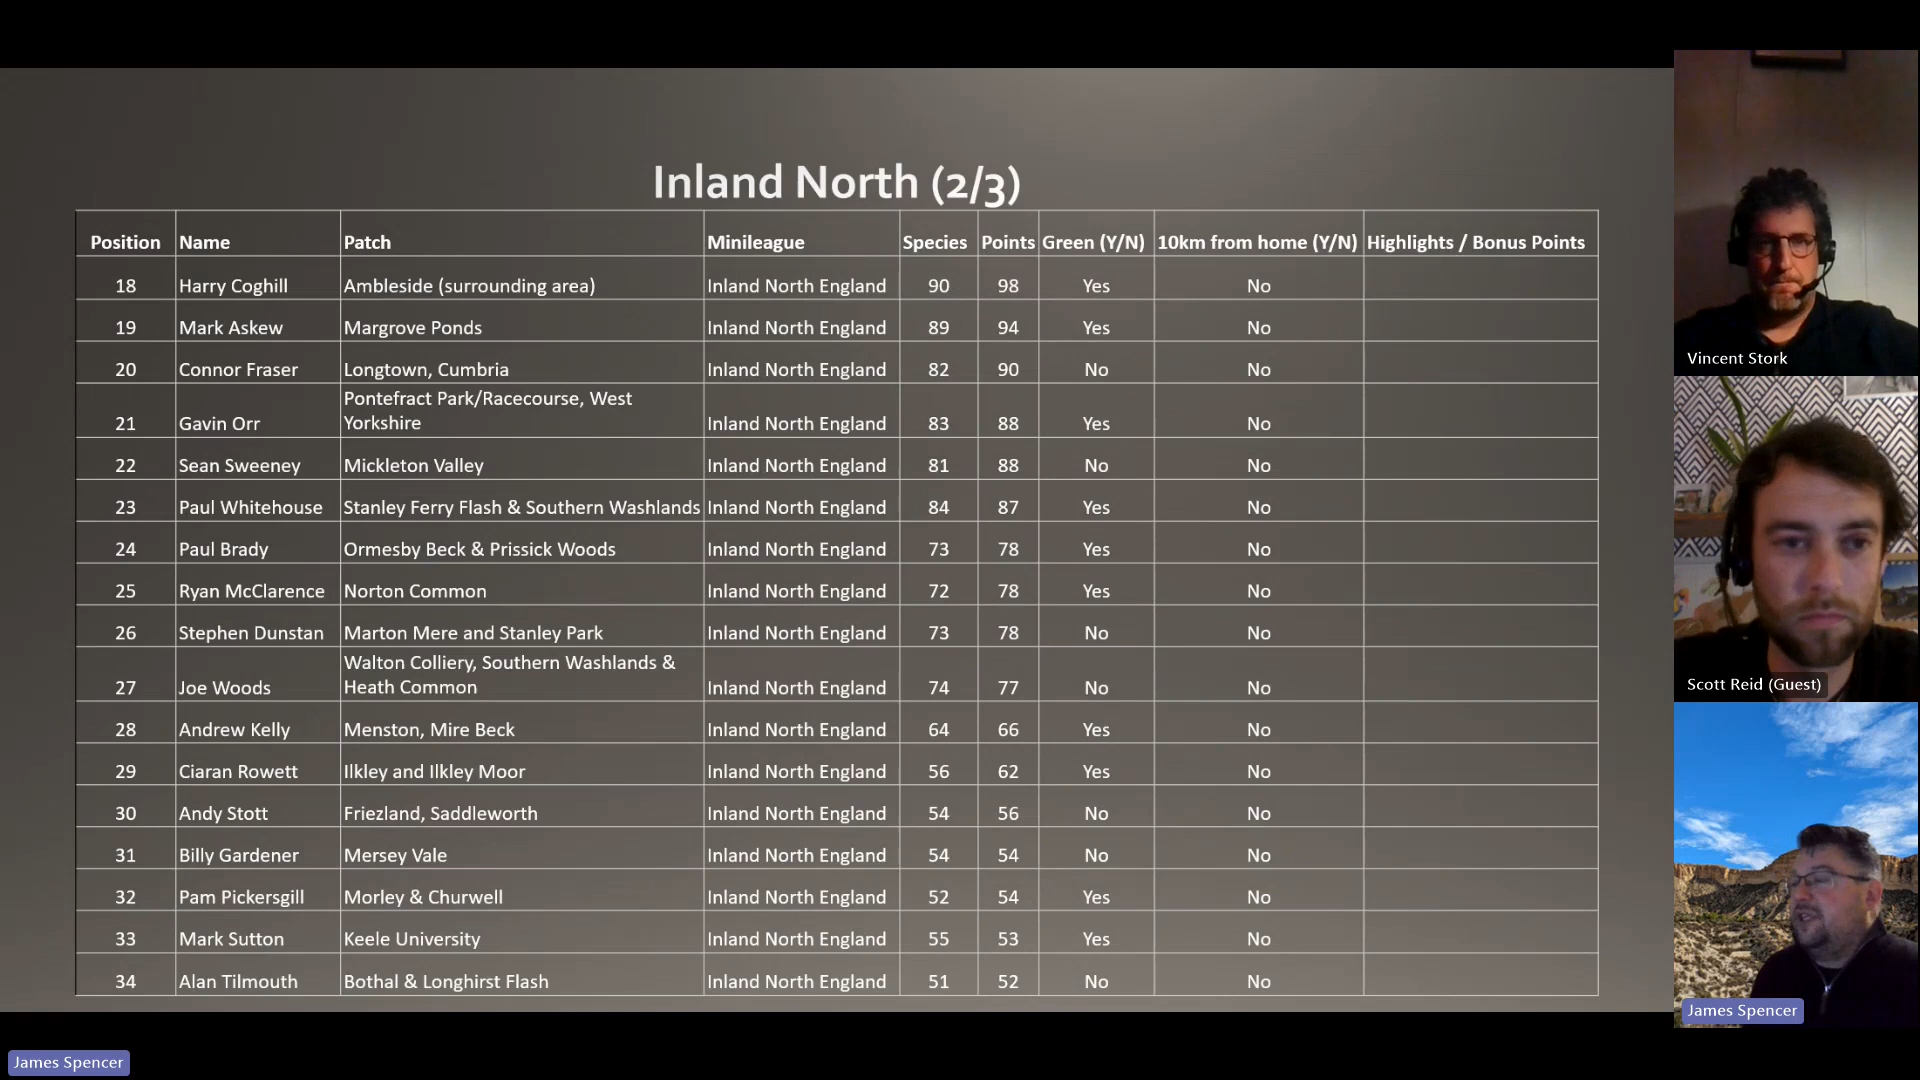 Inland North (2/3)
Position Name Patch Minileague Species Points Green (Y/N) 10km from home (Y/N) Highlights / Bonus Points
18 Harry Coghill Ambleside (surrounding area) Inland North England 90 98 Yes No
19 Mark Askew Margrove Ponds Inland North England 89 94 Yes No
20 Connor Fraser Longtown, Cumbria Inland North England 82 90 No No
Pontefract Park/Racecourse, West
21 Gavin Orr Yorkshire Inland North England 83 88 Yes No
22 Sean Sweeney Mickleton Valley Inland North England 81 88 No No
23 Paul Whitehouse Stanley Ferry Flash & Southern Washlands Inland North England 84 87 Yes No
24 Paul Brady Ormesby Beck & Prissick Woods Inland North England 73 78 Yes No
25 Ryan McClarence Norton Common Inland North England 72 78 Yes No
26 Stephen Dunstan Marton Mere and Stanley Park Inland North England 73 78 No No
Walton Colliery, Southern Washlands &
27 Joe Woods Heath Common Inland North England 74 77 No No
28 Andrew Kelly Menston, Mire Beck Inland North England 64 66 Yes No
29 Ciaran Rowett Ilkley and Ilkley Moor Inland North England 56 62 Yes No
30 Andy Stott Friezland, Saddleworth Inland North England 54 56 No No
31 Billy Gardener Mersey Vale Inland North England 54 54 No No
32 Pam Pickersgill Morley & Churwell Inland North England 52 54 Yes No
33 Mark Sutton Keele University Inland North England 55 53 Yes No
34 Alan Tilmouth Bothal & Longhirst Flash Inland North England 51 52 No No
Vincent Stork
Scott Reid (Guest)
James Spencer
James Spencer